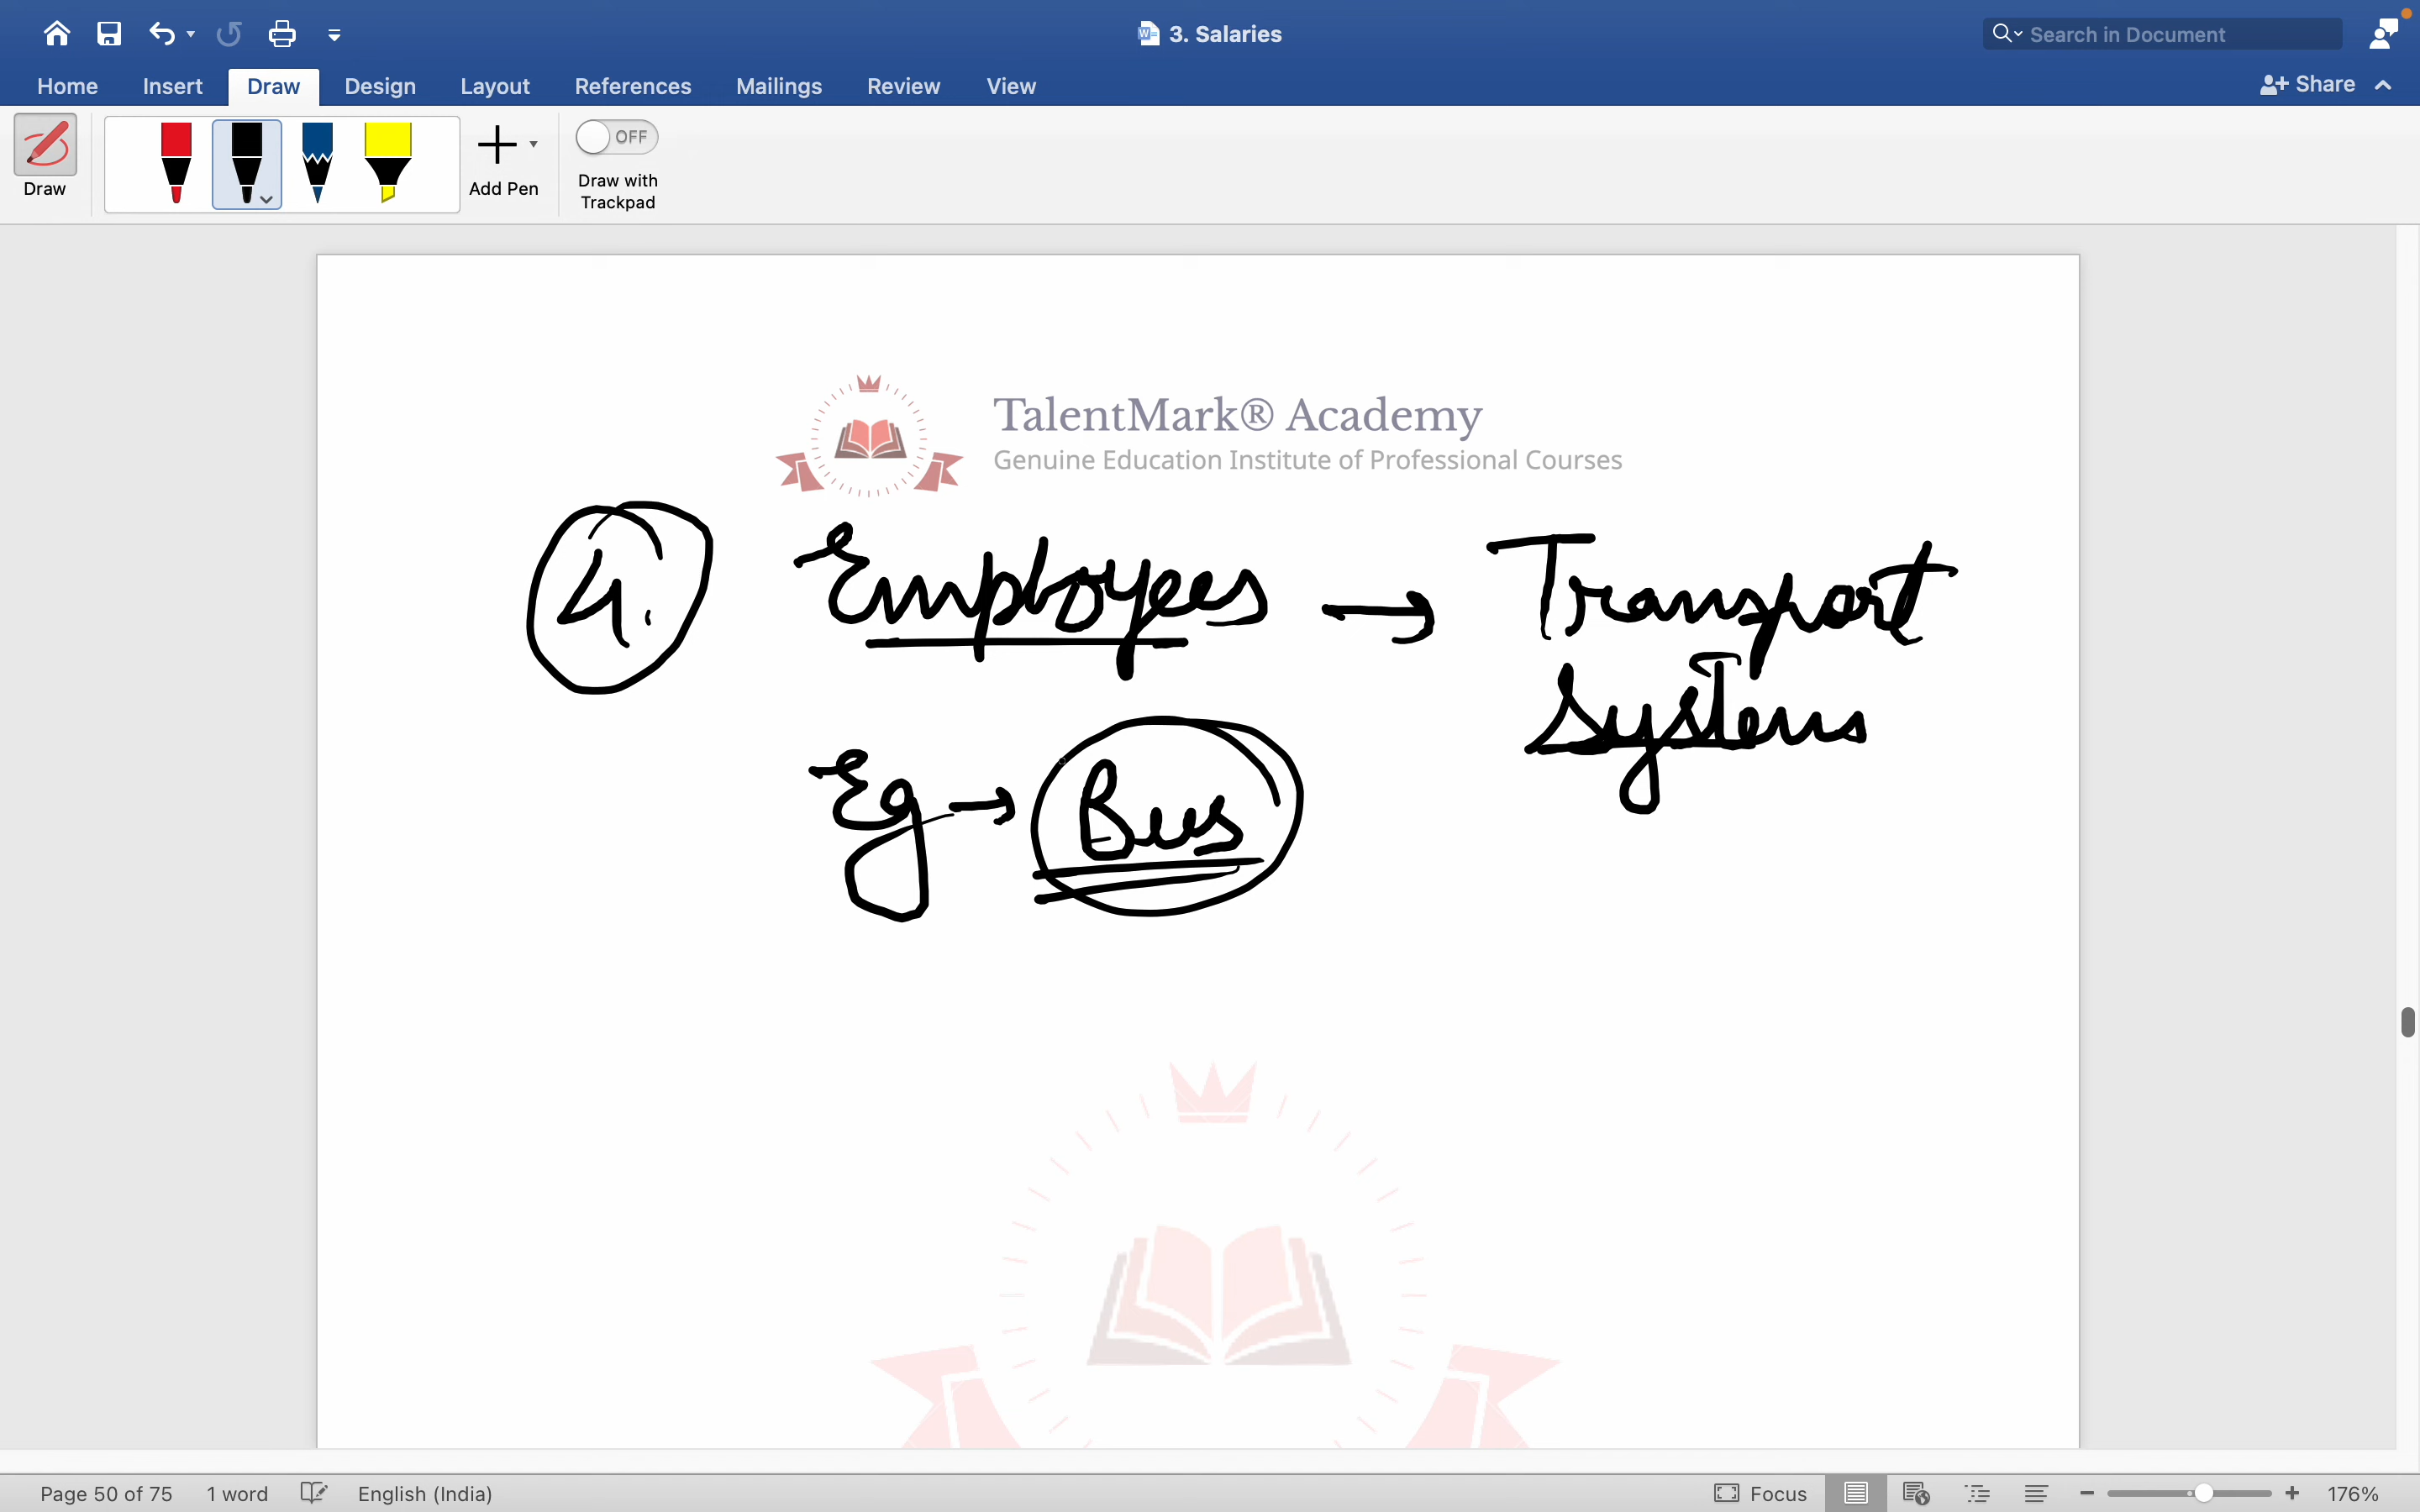 3. Salaries
Search in Document
Home Insert Draw Design Layout References Mailings Review View
Share
OFF
Draw
Add Pen
Draw with
Trackpad
TalentMark® Academy
Genuine Education Institute of Professional Courses
4. Employees → Transport
System
Eg → Bus
Page 50 of 75 1 word English (India) Focus 176%